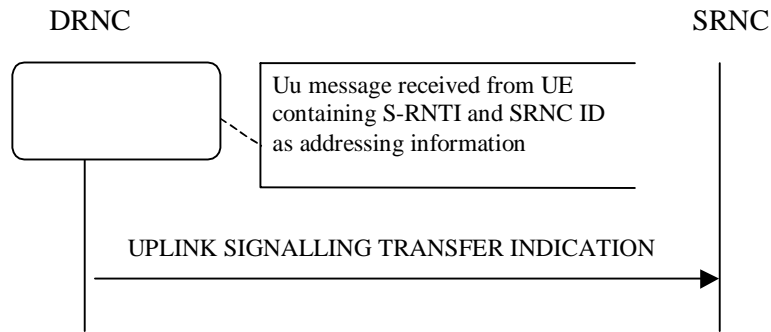 DRNC
SRNC
Uu message received from UE
containing S-RNTI and SRNC ID
as addressing information
UPLINK SIGNALLING TRANSFER INDICATION